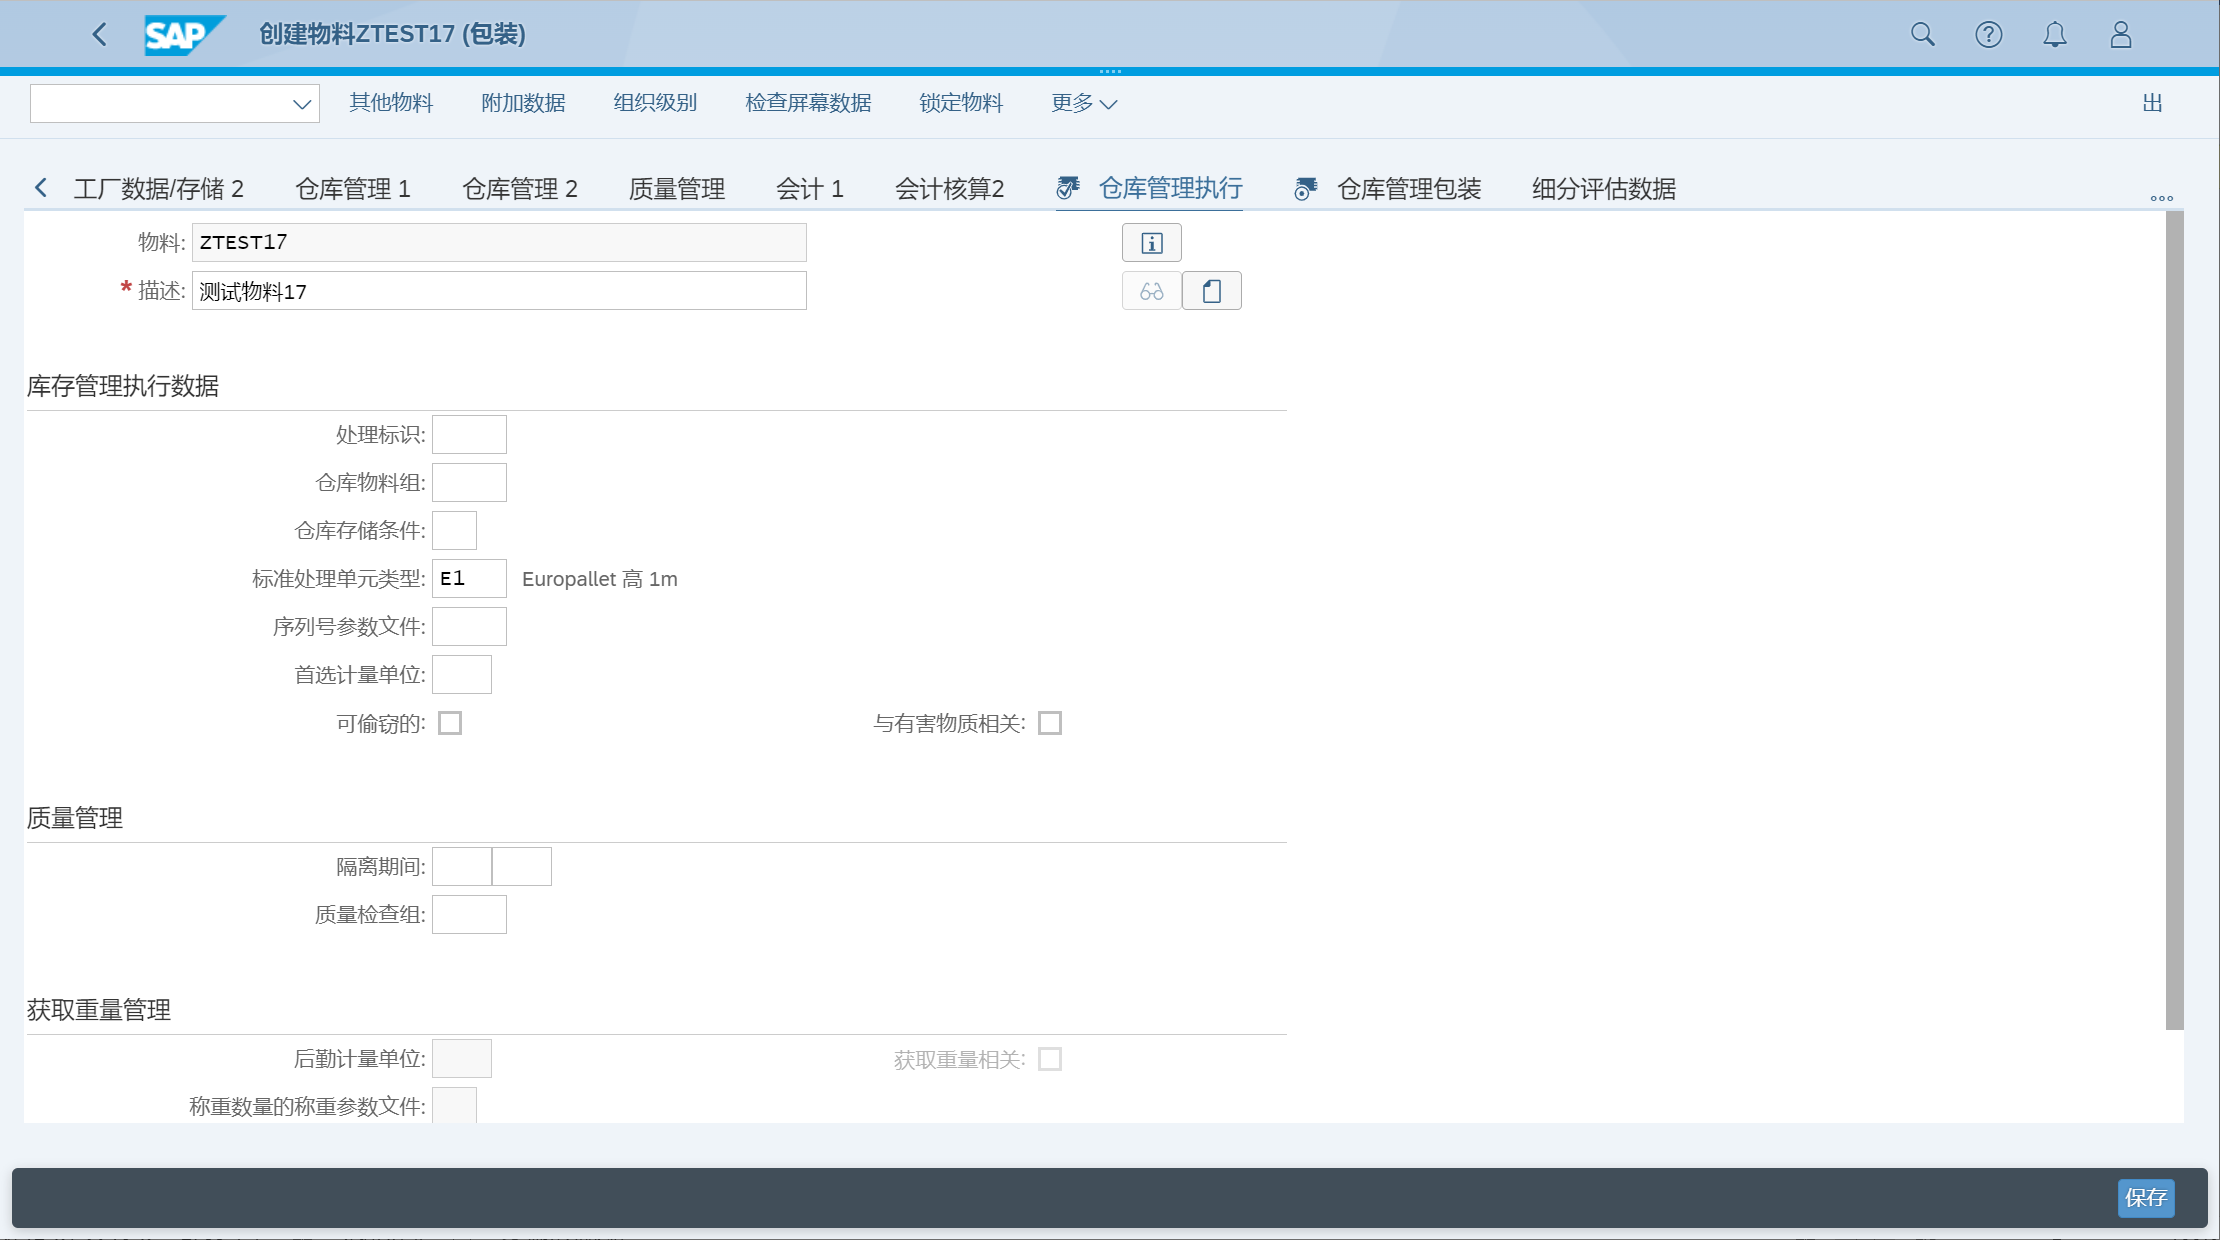 SAP 创建物料ZTEST17 (包装)
其他物料 附加数据 组织级别 检查屏幕数据 锁定物料 更多 出
工厂数据/存储 2 仓库管理 1 仓库管理 2 质量管理 会计 1 会计核算2 仓库管理执行 仓库管理包装 细分评估数据
物料: ZTEST17
* 描述: 测试物料17
库存管理执行数据
处理标识:
仓库物料组:
仓库存储条件:
标准处理单元类型: E1 Europallet 高 1m
序列号参数文件:
首选计量单位:
可偷窃的: 与有害物质相关:
质量管理
隔离期间:
质量检查组:
获取重量管理
后勤计量单位: 获取重量相关:
称重数量的称重参数文件:
保存